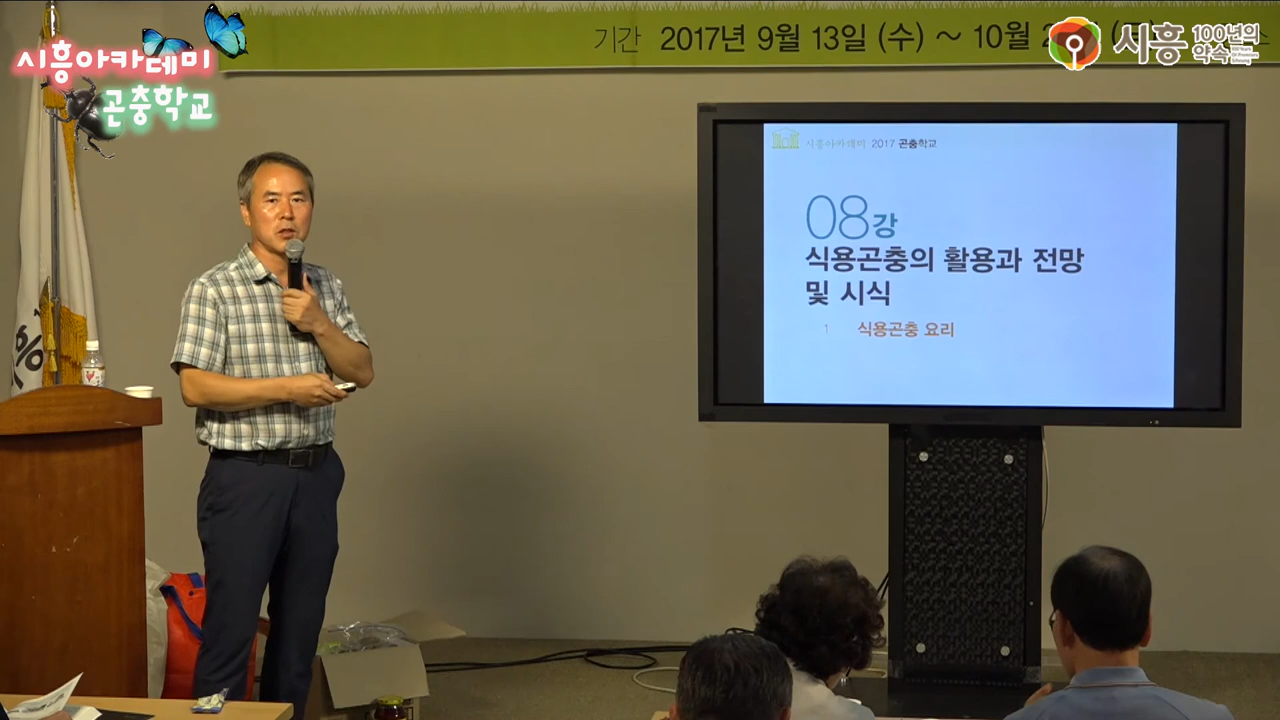 시흥아카데미
곤충학교
기간 2017년 9월 13일 (수) ~ 10월
시흥 100년의
약속
시흥아카데미 2017 곤충학교
08강
식용곤충의 활용과 전망
및 시식
1 식용곤충 요리